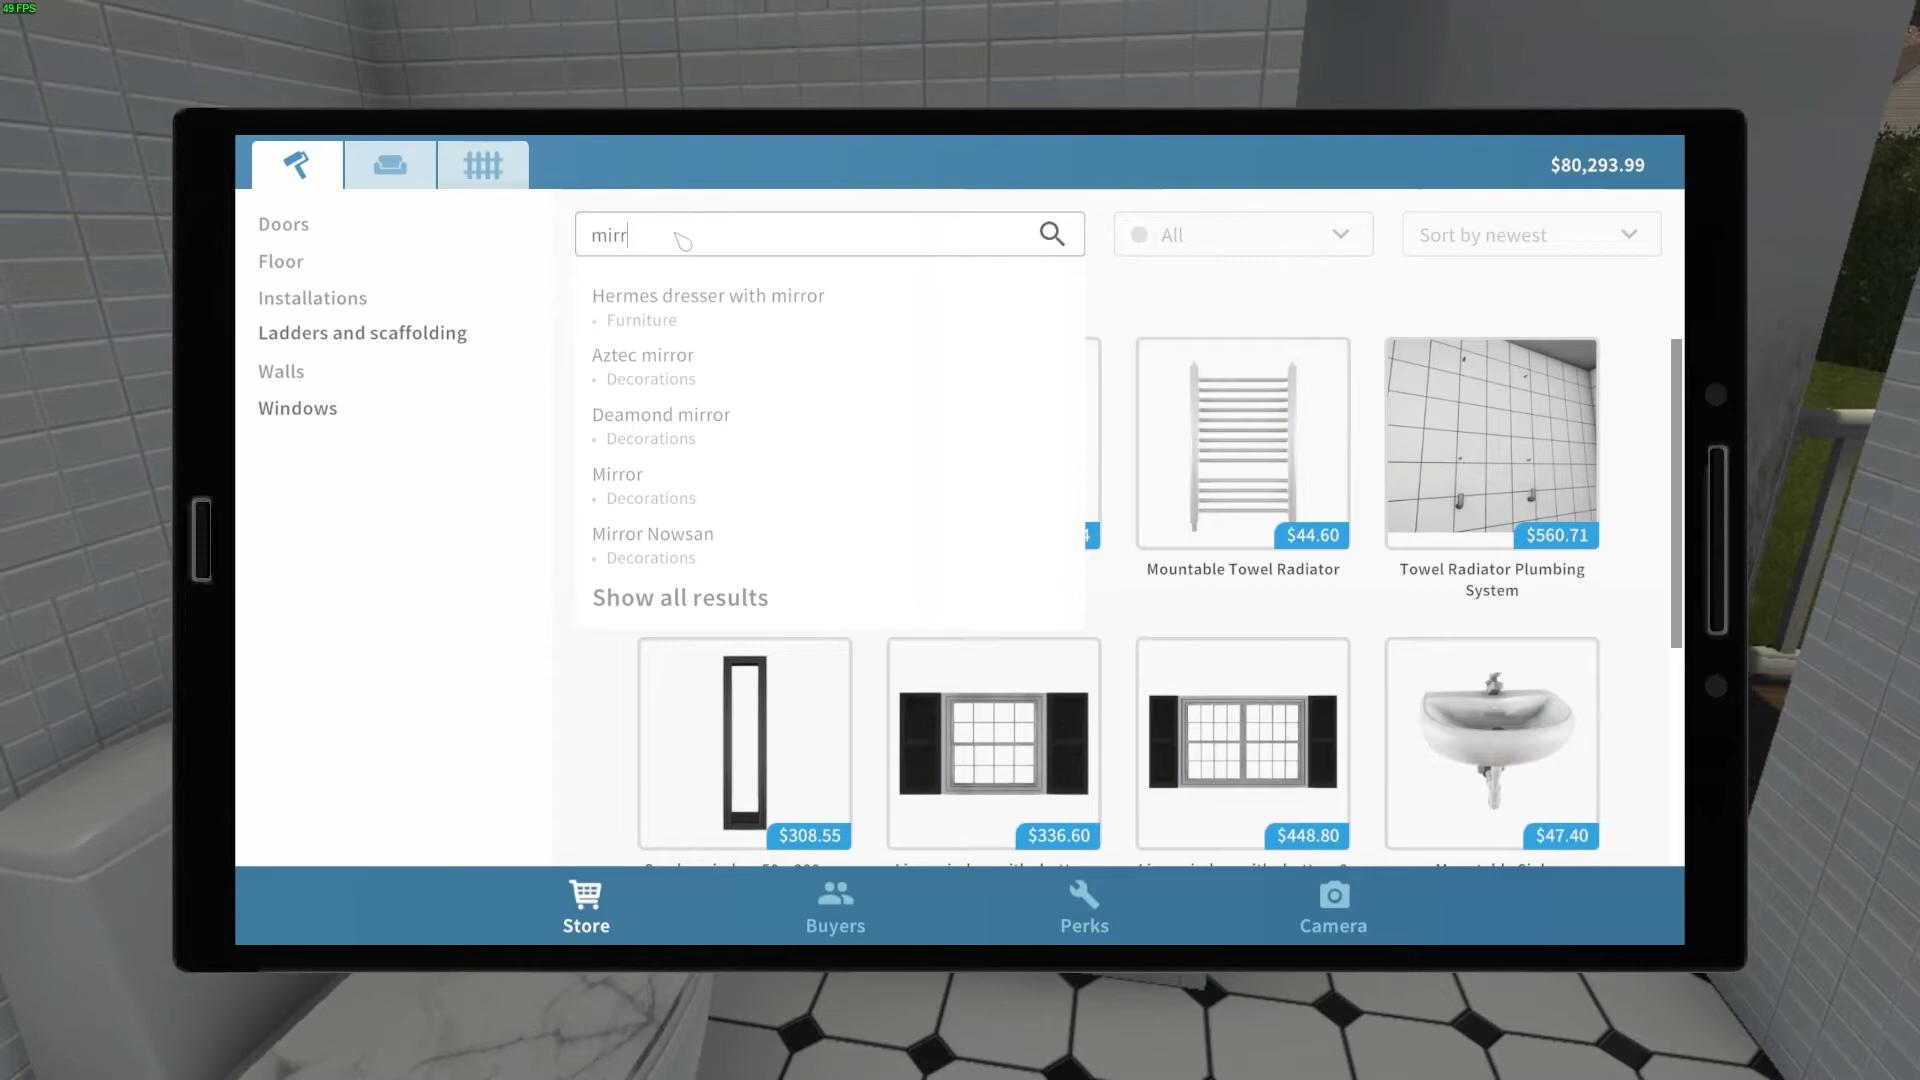 49 FPS
$80,293.99
Doors
Floor
Installations
Ladders and scaffolding
Walls
Windows
mirr
All
Sort by newest
Hermes dresser with mirror
• Furniture
Aztec mirror
• Decorations
Deamond mirror
• Decorations
Mirror
• Decorations
Mirror Nowsan
• Decorations
Show all results
4
$44.60
$560.71
Mountable Towel Radiator
Towel Radiator Plumbing
System
$308.55
$336.60
$448.80
$47.40
Store
Buyers
Perks
Camera